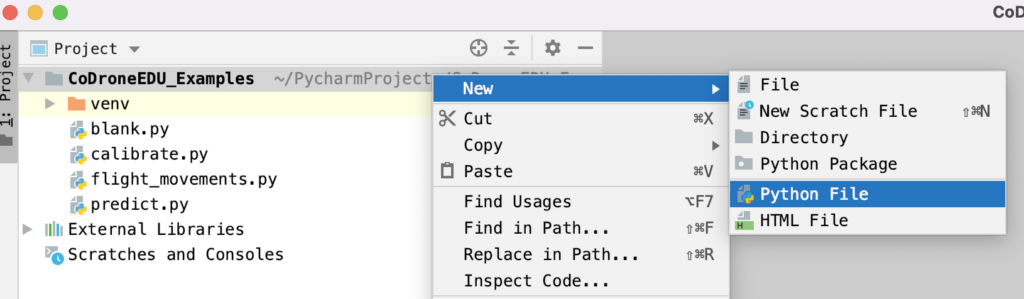 CoD
1: Project
Project
CoDroneEDU_Examples ~/PycharmProject
venv
blank.py
calibrate.py
flight_movements.py
predict.py
External Libraries
Scratches and Consoles
New
Cut ⌘X
Copy
Paste ⌘V
Find Usages ⌥F7
Find in Path... ⇧⌘F
Replace in Path... ⇧⌘R
Inspect Code...
File
New Scratch File ⇧⌘N
Directory
Python Package
Python File
HTML File